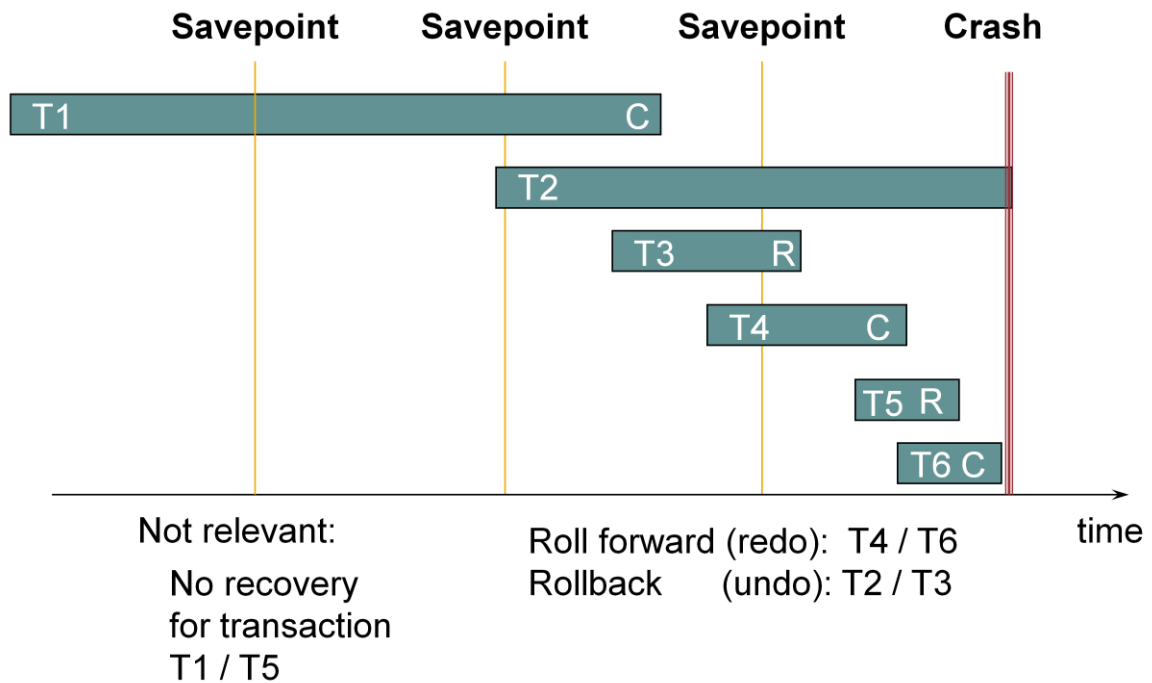 Savepoint Savepoint Savepoint Crash
T1 C
T2
T3 R
T4 C
T5 R
T6 C
time
Not relevant:
No recovery
for transaction
T1 / T5
Roll forward (redo): T4 / T6
Rollback (undo): T2 / T3